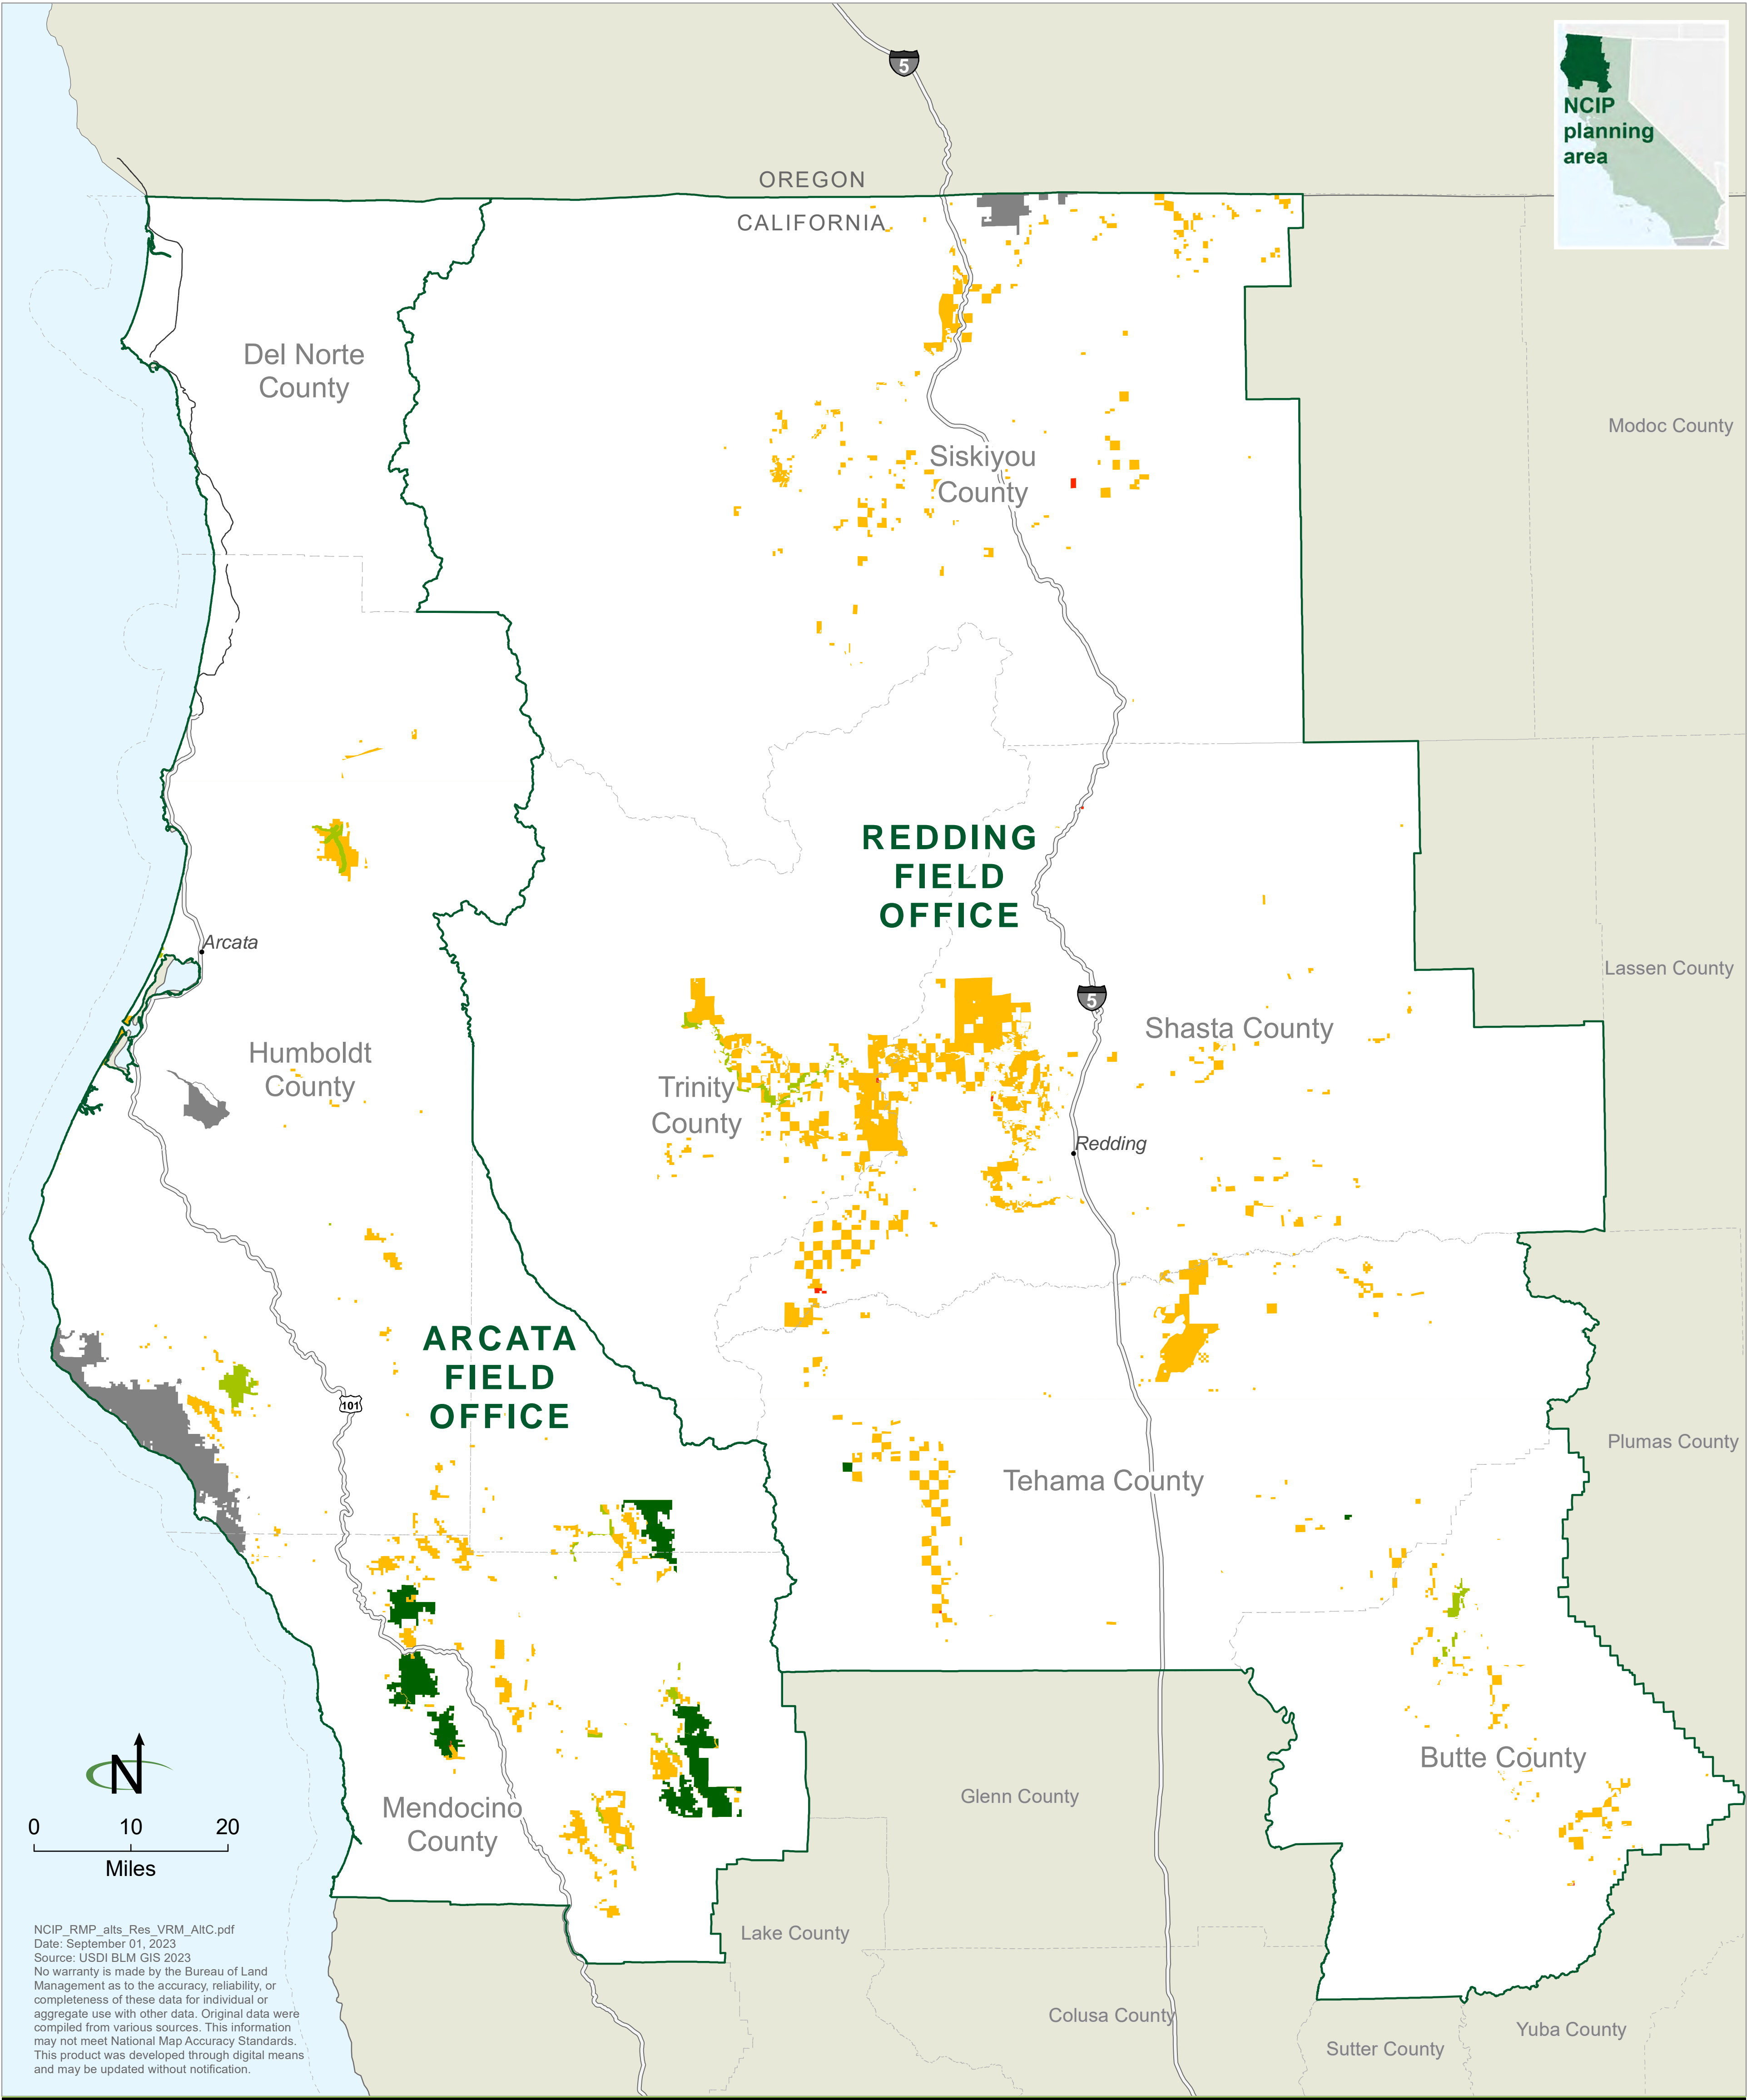 5
NCIP
planning
area
OREGON
CALIFORNIA
Del Norte
County
Modoc County
Siskiyou
County
REDDING
FIELD
OFFICE
Arcata
Lassen County
5
Shasta County
Humboldt
County
Trinity
County
Redding
ARCATA
FIELD
OFFICE
101
Plumas County
Tehama County
Butte County
N
Glenn County
Mendocino
County
0 10 20
Miles
Lake County
NCIP_RMP_alts_Res_VRM_AltC.pdf
Date: September 01, 2023
Source: USDI BLM GIS 2023
No warranty is made by the Bureau of Land
Management as to the accuracy, reliability, or
completeness of these data for individual or
aggregate use with other data. Original data were
compiled from various sources. This information
may not meet National Map Accuracy Standards.
This product was developed through digital means
and may be updated without notification.
Colusa County
Yuba County
Sutter County